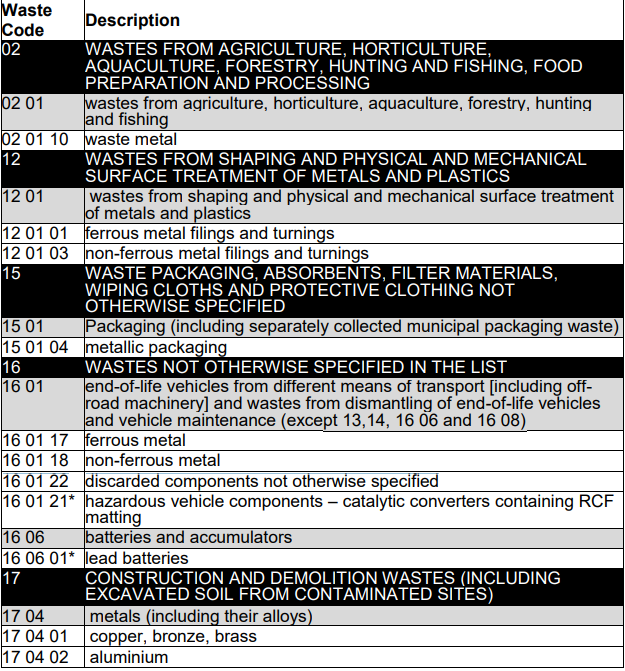 Waste
Code
Description
02
WASTES FROM AGRICULTURE, HORTICULTURE,
AQUACULTURE, FORESTRY, HUNTING AND FISHING, FOOD
PREPARATION AND PROCESSING
02 01
wastes from agriculture, horticulture, aquaculture, forestry, hunting
and fishing
02 01 10 waste metal
12
WASTES FROM SHAPING AND PHYSICAL AND MECHANICAL
SURFACE TREATMENT OF METALS AND PLASTICS
12 01
wastes from shaping and physical and mechanical surface treatment
of metals and plastics
12 01 01 ferrous metal filings and turnings
12 01 03 non-ferrous metal filings and turnings
15
WASTE PACKAGING, ABSORBENTS, FILTER MATERIALS,
WIPING CLOTHS AND PROTECTIVE CLOTHING NOT
OTHERWISE SPECIFIED
15 01 Packaging (including separately collected municipal packaging waste)
15 01 04 metallic packaging
16 WASTES NOT OTHERWISE SPECIFIED IN THE LIST
16 01
end-of-life vehicles from different means of transport [including off-
road machinery] and wastes from dismantling of end-of-life vehicles
and vehicle maintenance (except 13,14, 16 06 and 16 08)
16 01 17 ferrous metal
16 01 18 non-ferrous metal
16 01 22 discarded components not otherwise specified
16 01 21* hazardous vehicle components – catalytic converters containing RCF
matting
16 06 batteries and accumulators
16 06 01* lead batteries
17
CONSTRUCTION AND DEMOLITION WASTES (INCLUDING
EXCAVATED SOIL FROM CONTAMINATED SITES)
17 04 metals (including their alloys)
17 04 01 copper, bronze, brass
17 04 02 aluminium